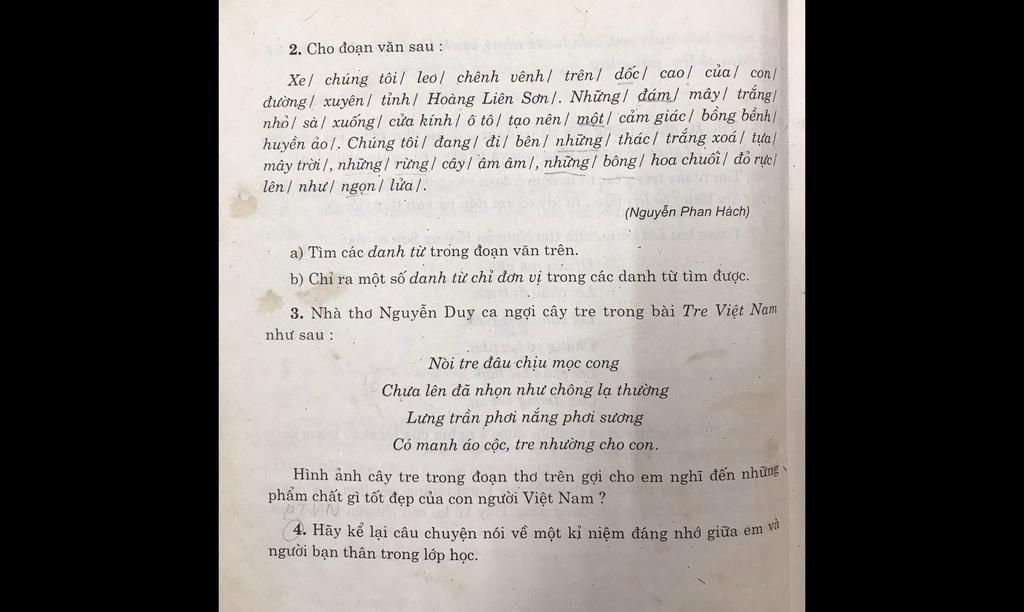 2. Cho đoạn văn sau :
Xe/ chúng tôi/ leo/ chênh vênh/ trên/ dốc/ cao/ của/ con/
đường/ xuyên/ tỉnh/ Hoàng Liên Sơn/. Những/ đám/ mây/ trắng/
nhỏ/ sà/ xuống/ cửa kính/ ô tô/ tạo nên/ một/ cảm giác/ bồng bềnh/
huyền ảo/. Chúng tôi/ đang/ đi/ bên/ những/ thác/ trắng xoá/ tựa/
mây trời/, những/ rừng/ cây/ âm âm/, những/ bông/ hoa chuối/ đỏ rực/
lên/ như/ ngọn/ lửa/.
(Nguyễn Phan Hách)
a) Tìm các danh từ trong đoạn văn trên.
b) Chỉ ra một số danh từ chỉ đơn vị trong các danh từ tìm được.
3. Nhà thơ Nguyễn Duy ca ngợi cây tre trong bài Tre Việt Nam
như sau :
Nòi tre đâu chịu mọc cong
Chưa lên đã nhọn như chông lạ thường
Lưng trần phơi nắng phơi sương
Có manh áo cộc, tre nhường cho con.
Hình ảnh cây tre trong đoạn thơ trên gợi cho em nghĩ đến những
phẩm chất gì tốt đẹp của con người Việt Nam ?
BTVN
4. Hãy kể lại câu chuyện nói về một kỉ niệm đáng nhớ giữa em và
người bạn thân trong lớp học.